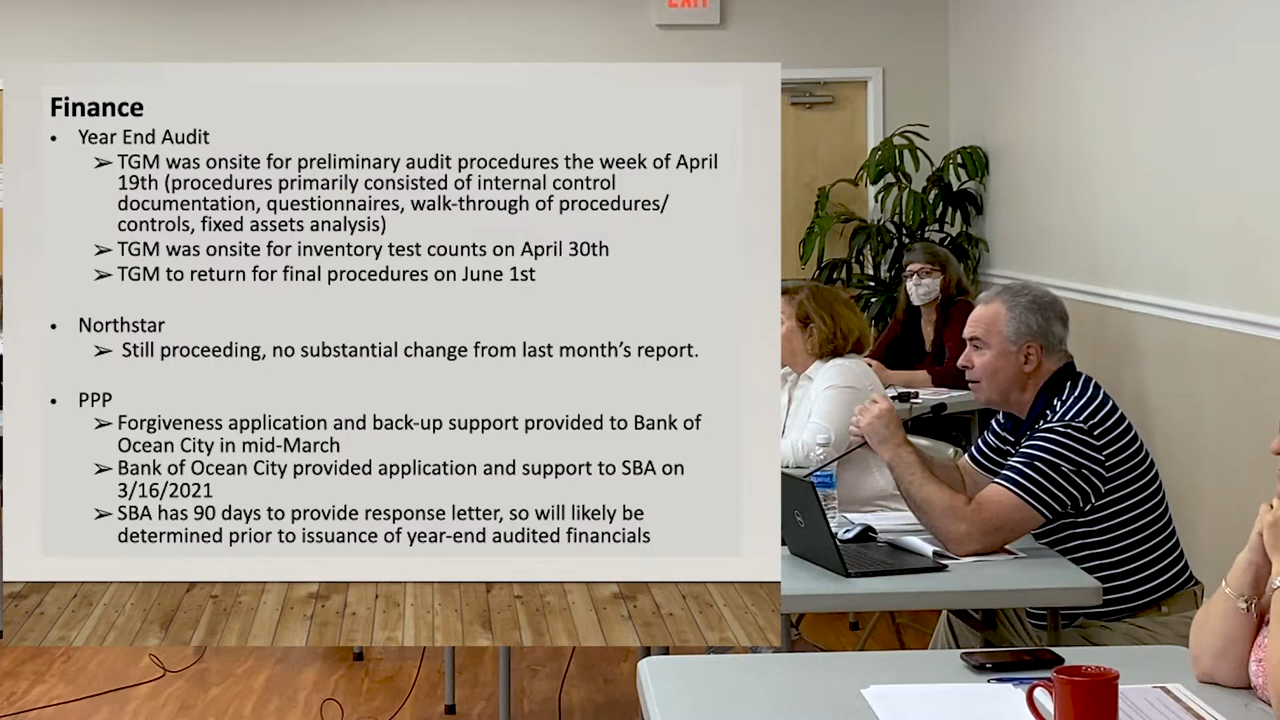 EXIT
Finance
• Year End Audit
➢ TGM was onsite for preliminary audit procedures the week of April
19th (procedures primarily consisted of internal control
documentation, questionnaires, walk-through of procedures/
controls, fixed assets analysis)
➢ TGM was onsite for inventory test counts on April 30th
➢ TGM to return for final procedures on June 1st
• Northstar
➢ Still proceeding, no substantial change from last month's report.
• PPP
➢ Forgiveness application and back-up support provided to Bank of
Ocean City in mid-March
➢ Bank of Ocean City provided application and support to SBA on
3/16/2021
➢ SBA has 90 days to provide response letter, so will likely be
determined prior to issuance of year-end audited financials
DELL